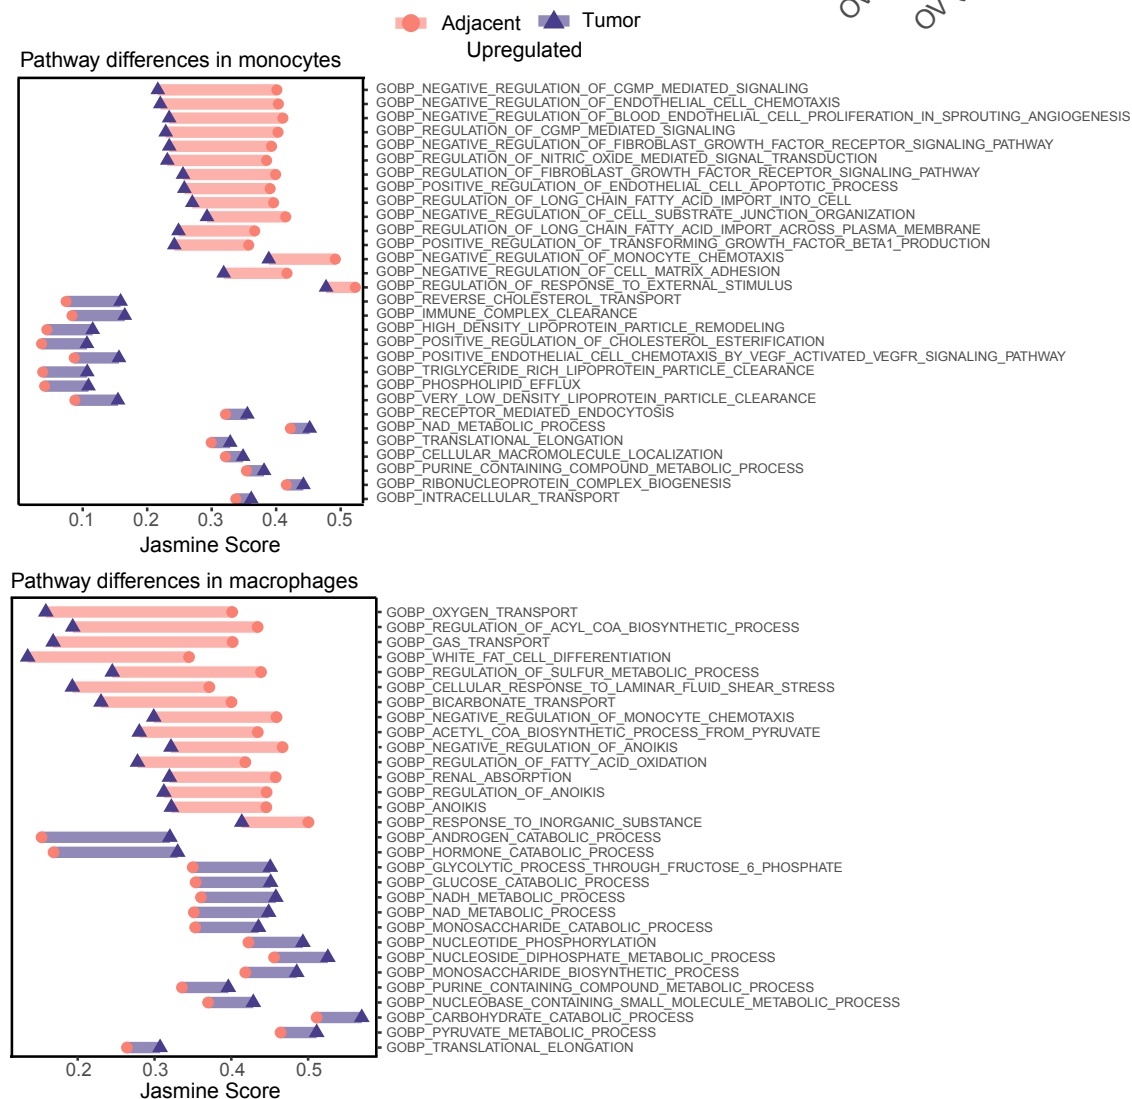 OV
OV
Adjacent Tumor
Upregulated
Pathway differences in monocytes
GOBP_NEGATIVE_REGULATION_OF_CGMP_MEDIATED_SIGNALING
GOBP_NEGATIVE_REGULATION_OF_ENDOTHELIAL_CELL_CHEMOTAXIS
GOBP_NEGATIVE_REGULATION_OF_BLOOD_ENDOTHELIAL_CELL_PROLIFERATION_IN_SPROUTING_ANGIOGENESIS
GOBP_REGULATION_OF_CGMP_MEDIATED_SIGNALING
GOBP_NEGATIVE_REGULATION_OF_FIBROBLAST_GROWTH_FACTOR_RECEPTOR_SIGNALING_PATHWAY
GOBP_REGULATION_OF_NITRIC_OXIDE_MEDIATED_SIGNAL_TRANSDUCTION
GOBP_REGULATION_OF_FIBROBLAST_GROWTH_FACTOR_RECEPTOR_SIGNALING_PATHWAY
GOBP_POSITIVE_REGULATION_OF_ENDOTHELIAL_CELL_APOPTOTIC_PROCESS
GOBP_REGULATION_OF_LONG_CHAIN_FATTY_ACID_IMPORT_INTO_CELL
GOBP_NEGATIVE_REGULATION_OF_CELL_SUBSTRATE_JUNCTION_ORGANIZATION
GOBP_REGULATION_OF_LONG_CHAIN_FATTY_ACID_IMPORT_ACROSS_PLASMA_MEMBRANE
GOBP_POSITIVE_REGULATION_OF_TRANSFORMING_GROWTH_FACTOR_BETA1_PRODUCTION
GOBP_NEGATIVE_REGULATION_OF_MONOCYTE_CHEMOTAXIS
GOBP_NEGATIVE_REGULATION_OF_CELL_MATRIX_ADHESION
GOBP_REGULATION_OF_RESPONSE_TO_EXTERNAL_STIMULUS
GOBP_REVERSE_CHOLESTEROL_TRANSPORT
GOBP_IMMUNE_COMPLEX_CLEARANCE
GOBP_HIGH_DENSITY_LIPOPROTEIN_PARTICLE_REMODELING
GOBP_POSITIVE_REGULATION_OF_CHOLESTEROL_ESTERIFICATION
GOBP_POSITIVE_ENDOTHELIAL_CELL_CHEMOTAXIS_BY_VEGF_ACTIVATED_VEGFR_SIGNALING_PATHWAY
GOBP_TRIGLYCERIDE_RICH_LIPOPROTEIN_PARTICLE_CLEARANCE
GOBP_PHOSPHOLIPID_EFFLUX
GOBP_VERY_LOW_DENSITY_LIPOPROTEIN_PARTICLE_CLEARANCE
GOBP_RECEPTOR_MEDIATED_ENDOCYTOSIS
GOBP_NAD_METABOLIC_PROCESS
GOBP_TRANSLATIONAL_ELONGATION
GOBP_CELLULAR_MACROMOLECULE_LOCALIZATION
GOBP_PURINE_CONTAINING_COMPOUND_METABOLIC_PROCESS
GOBP_RIBONUCLEOPROTEIN_COMPLEX_BIOGENESIS
GOBP_INTRACELLULAR_TRANSPORT
0.1 0.2 0.3 0.4 0.5
Jasmine Score
Pathway differences in macrophages
GOBP_OXYGEN_TRANSPORT
GOBP_REGULATION_OF_ACYL_COA_BIOSYNTHETIC_PROCESS
GOBP_GAS_TRANSPORT
GOBP_WHITE_FAT_CELL_DIFFERENTIATION
GOBP_REGULATION_OF_SULFUR_METABOLIC_PROCESS
GOBP_CELLULAR_RESPONSE_TO_LAMINAR_FLUID_SHEAR_STRESS
GOBP_BICARBONATE_TRANSPORT
GOBP_NEGATIVE_REGULATION_OF_MONOCYTE_CHEMOTAXIS
GOBP_ACETYL_COA_BIOSYNTHETIC_PROCESS_FROM_PYRUVATE
GOBP_NEGATIVE_REGULATION_OF_ANOIKIS
GOBP_REGULATION_OF_FATTY_ACID_OXIDATION
GOBP_RENAL_ABSORPTION
GOBP_REGULATION_OF_ANOIKIS
GOBP_ANOIKIS
GOBP_RESPONSE_TO_INORGANIC_SUBSTANCE
GOBP_ANDROGEN_CATABOLIC_PROCESS
GOBP_HORMONE_CATABOLIC_PROCESS
GOBP_GLYCOLYTIC_PROCESS_THROUGH_FRUCTOSE_6_PHOSPHATE
GOBP_GLUCOSE_CATABOLIC_PROCESS
GOBP_NADH_METABOLIC_PROCESS
GOBP_NAD_METABOLIC_PROCESS
GOBP_MONOSACCHARIDE_CATABOLIC_PROCESS
GOBP_NUCLEOTIDE_PHOSPHORYLATION
GOBP_NUCLEOSIDE_DIPHOSPHATE_METABOLIC_PROCESS
GOBP_MONOSACCHARIDE_BIOSYNTHETIC_PROCESS
GOBP_PURINE_CONTAINING_COMPOUND_METABOLIC_PROCESS
GOBP_NUCLEOBASE_CONTAINING_SMALL_MOLECULE_METABOLIC_PROCESS
GOBP_CARBOHYDRATE_CATABOLIC_PROCESS
GOBP_PYRUVATE_METABOLIC_PROCESS
GOBP_TRANSLATIONAL_ELONGATION
0.2 0.3 0.4 0.5
Jasmine Score